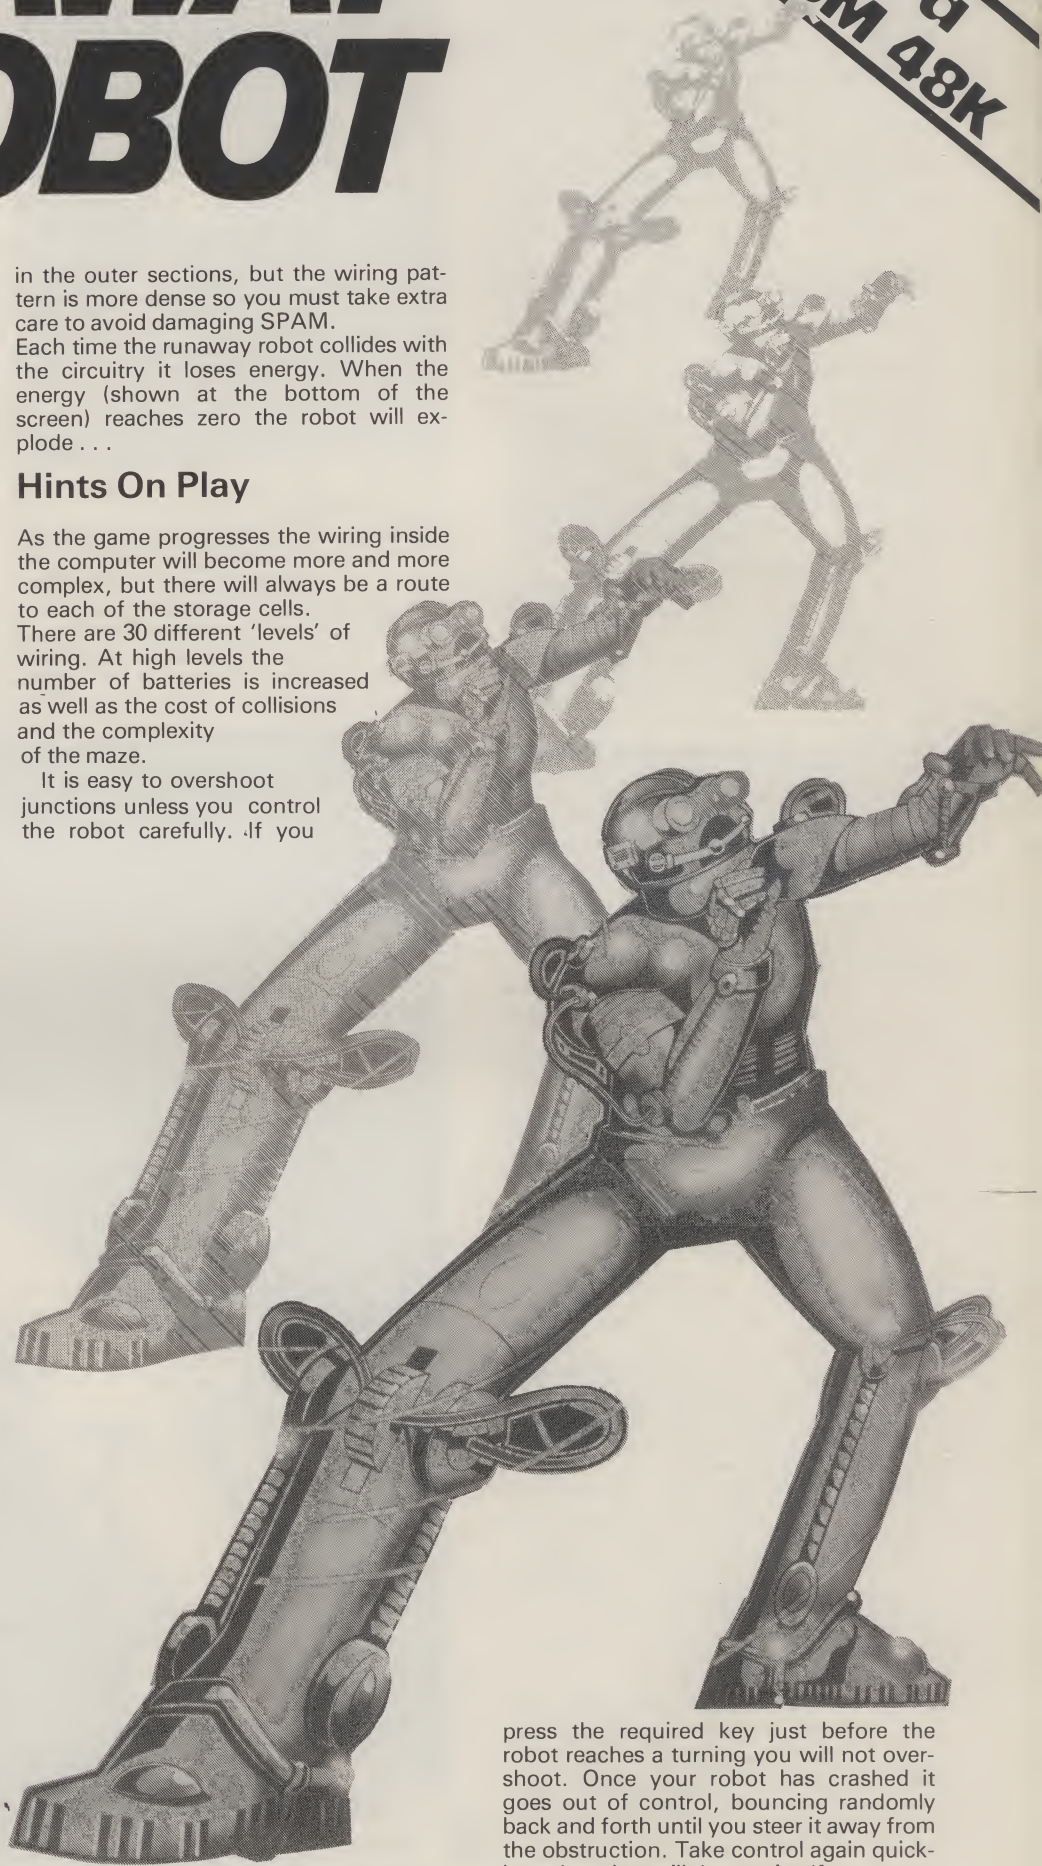 OBOT
a
M 48K
in the outer sections, but the wiring pat-
tern is more dense so you must take extra
care to avoid damaging SPAM.
Each time the runaway robot collides with
the circuitry it loses energy. When the
energy (shown at the bottom of the
screen) reaches zero the robot will ex-
plode . . .
Hints On Play
As the game progresses the wiring inside
the computer will become more and more
complex, but there will always be a route
to each of the storage cells.
There are 30 different ‘levels’ of
wiring. At high levels the
number of batteries is increased
as well as the cost of collisions
and the complexity
of the maze.
It is easy to overshoot
junctions unless you control
the robot carefully. If you
press the required key just before the
robot reaches a turning you will not over-
shoot. Once your robot has crashed it
goes out of control, bouncing randomly
back and forth until you steer it away from
the obstruction. Take control again quick-